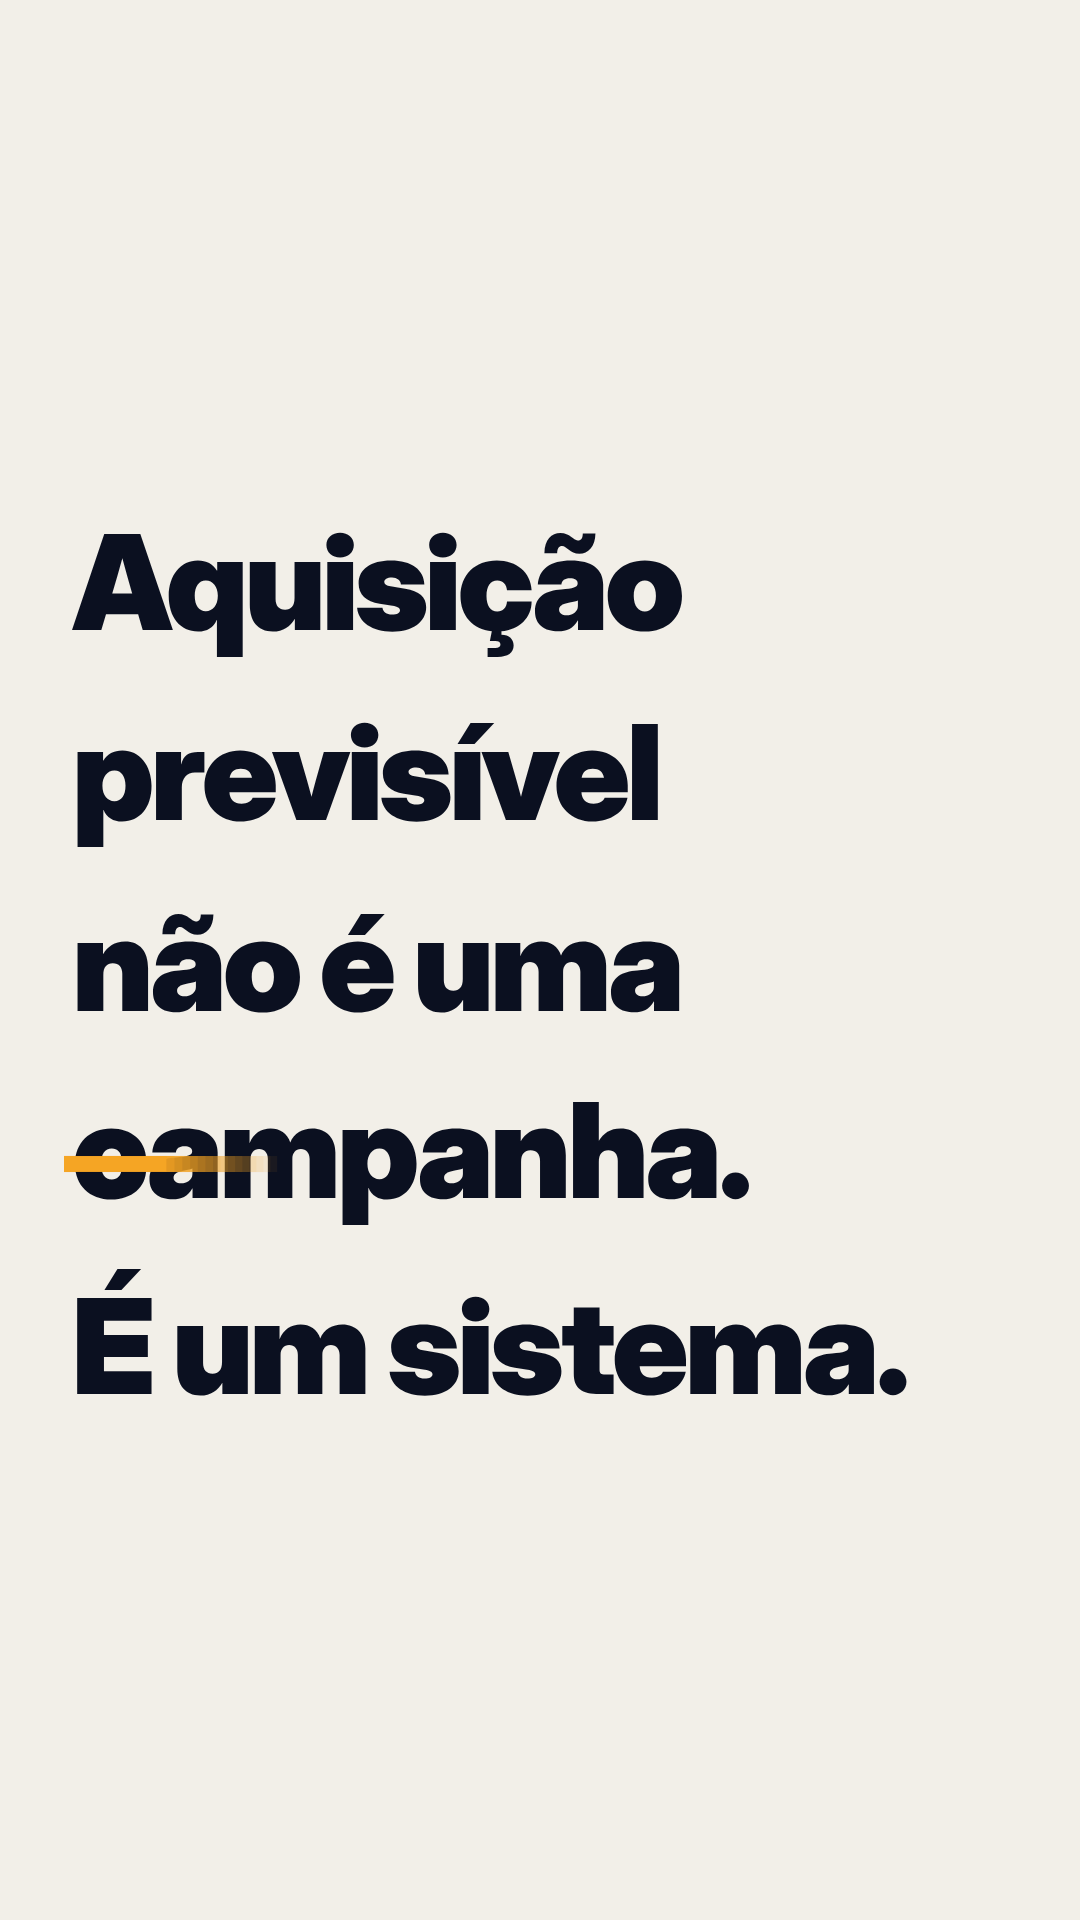 Aquisição
previsível
não é uma
campanha.
É um sistema.